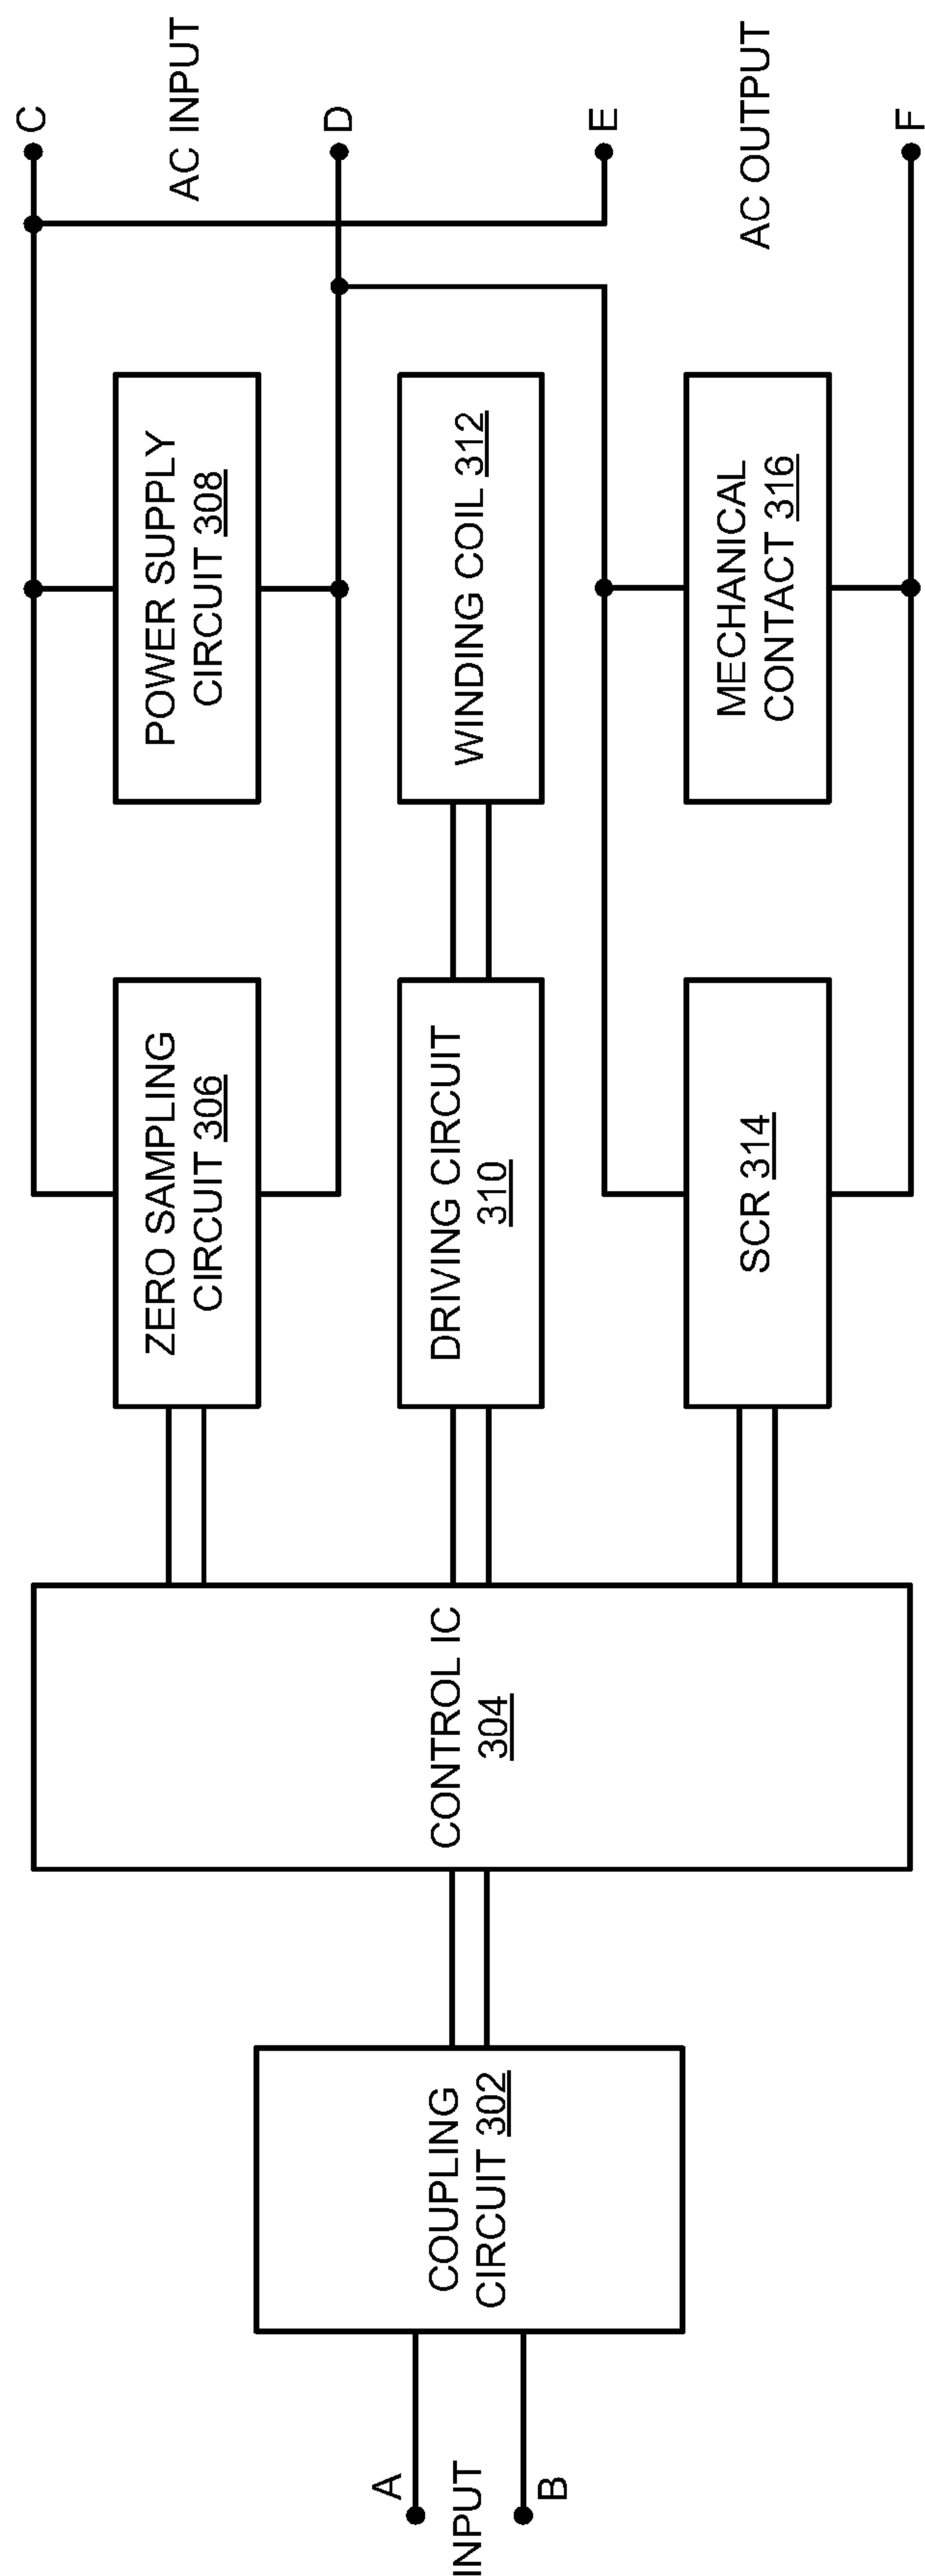 A
INPUT
B
COUPLING
CIRCUIT 302
CONTROL IC
304
ZERO SAMPLING
CIRCUIT 306
POWER SUPPLY
CIRCUIT 308
DRIVING CIRCUIT
310
WINDING COIL 312
SCR 314
MECHANICAL
CONTACT 316
C
AC INPUT
D
E
AC OUTPUT
F